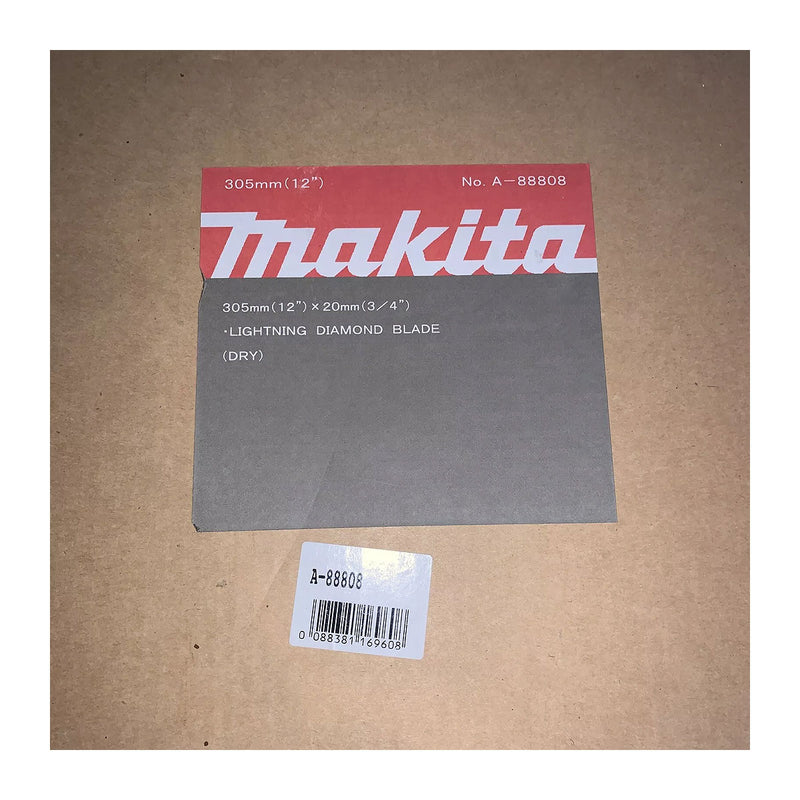 305mm(12") No. A-88808
makita
305mm(12")×20mm(3/4")
·LIGHTNING DIAMOND BLADE
(DRY)
A-88808
0 088381 169608